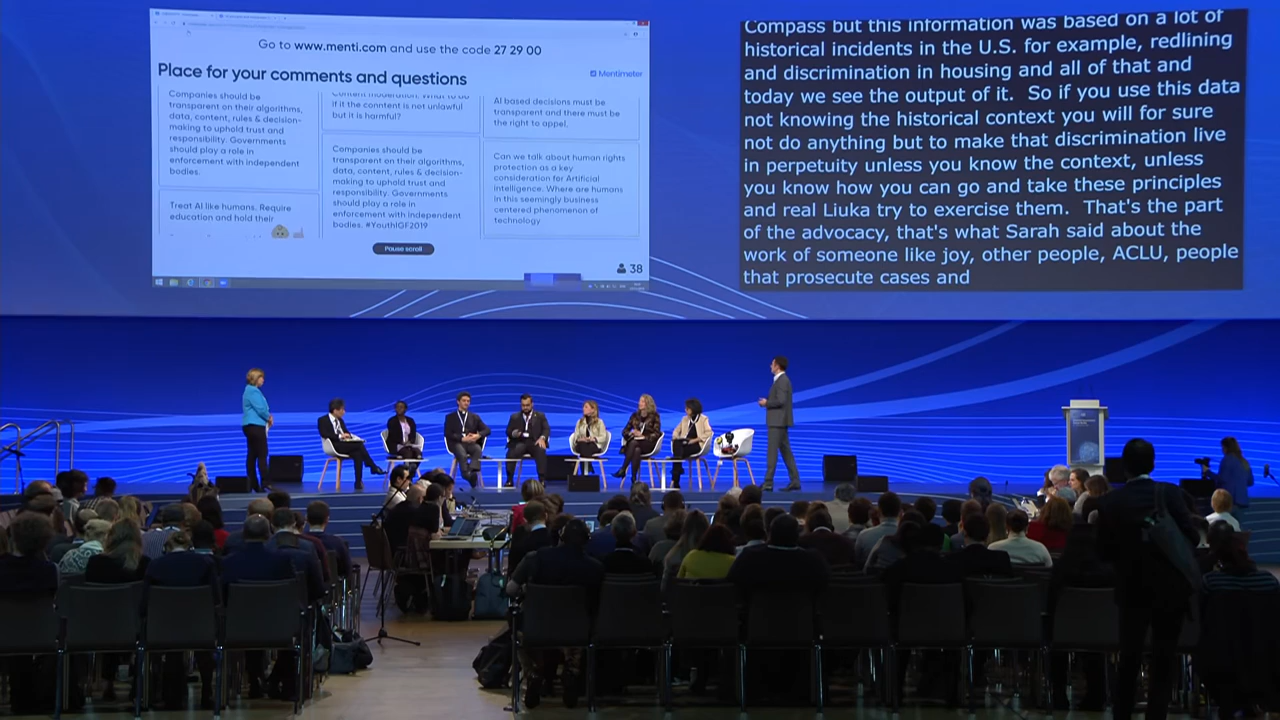 Go to www.menti.com and use the code 27 29 00
Place for your comments and questions
Mentimeter
Companies should be
transparent on their algorithms,
data, content, rules & decision-
making to uphold trust and
responsibility. Governments
should play a role in
enforcement with independent
bodies.
Treat AI like humans. Require
education and hold their
Content moderation. What to do
if it the conntent is not unlawful
but it is harmful?
Companies should be
transparent on their algorithms,
data, content, rules & decision-
making to uphold trust and
responsibility. Governments
should play a role in
enforcement with independent
bodies. #YouthIGF2019
AI based decisions must be
transparent and there must be
the right to appel.
Can we talk about human rights
protection as a key
consideration for Artificial
Intelligence. Where are humans
in this seemingly business
centered phenomenon of
technology
Pause scroll
38
Compass but this information was based on a lot of
historical incidents in the U.S. for example, redlining
and discrimination in housing and all of that and
today we see the output of it. So if you use this data
not knowing the historical context you will for sure
not do anything but to make that discrimination live
in perpetuity unless you know the context, unless
you know how you can go and take these principles
and real Liuka try to exercise them. That's the part
of the advocacy, that's what Sarah said about the
work of someone like joy, other people, ACLU, people
that prosecute cases and